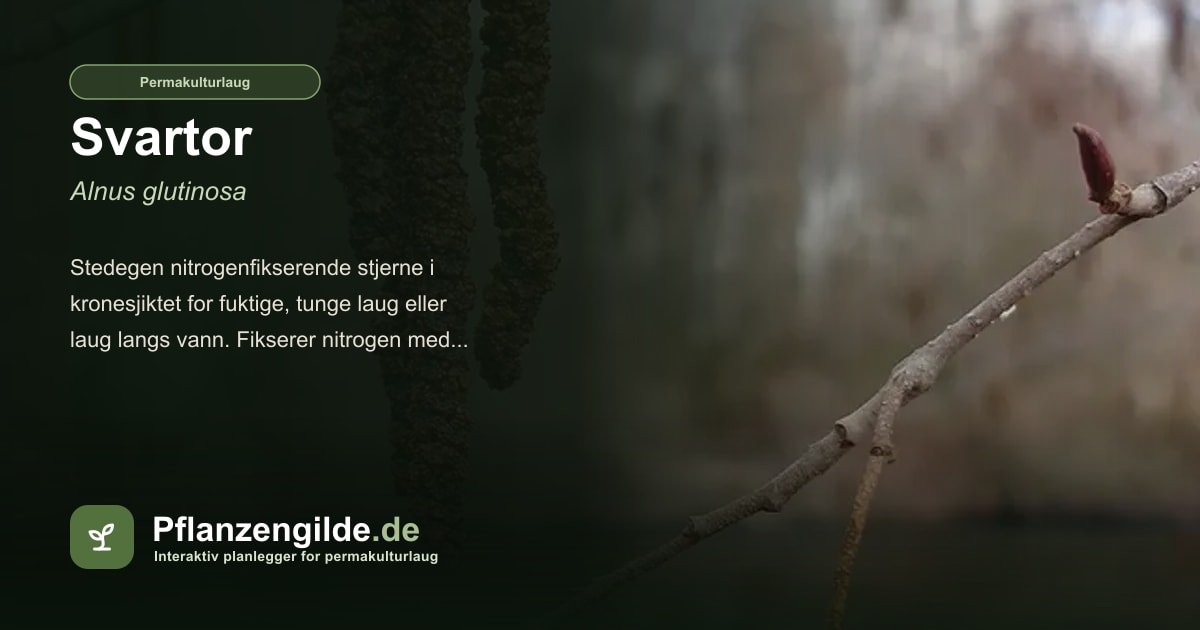 Permakulturlaug
Svartor
Alnus glutinosa
Stedegen nitrogenfikserende stjerne i
kronesjiktet for fuktige, tunge laug eller
laug langs vann. Fikserer nitrogen med...
Pflanzengilde.de
Interaktiv planlegger for permakulturlaug